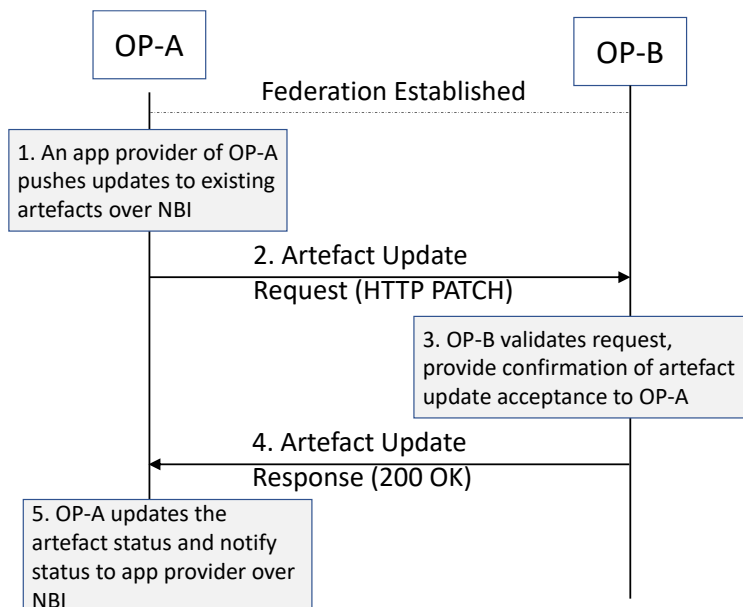 OP-A
OP-B
Federation Established
1. An app provider of OP-A
pushes updates to existing
artefacts over NBI
2. Artefact Update
Request (HTTP PATCH)
3. OP-B validates request,
provide confirmation of artefact
update acceptance to OP-A
4. Artefact Update
Response (200 OK)
5. OP-A updates the
artefact status and notify
status to app provider over
NBI